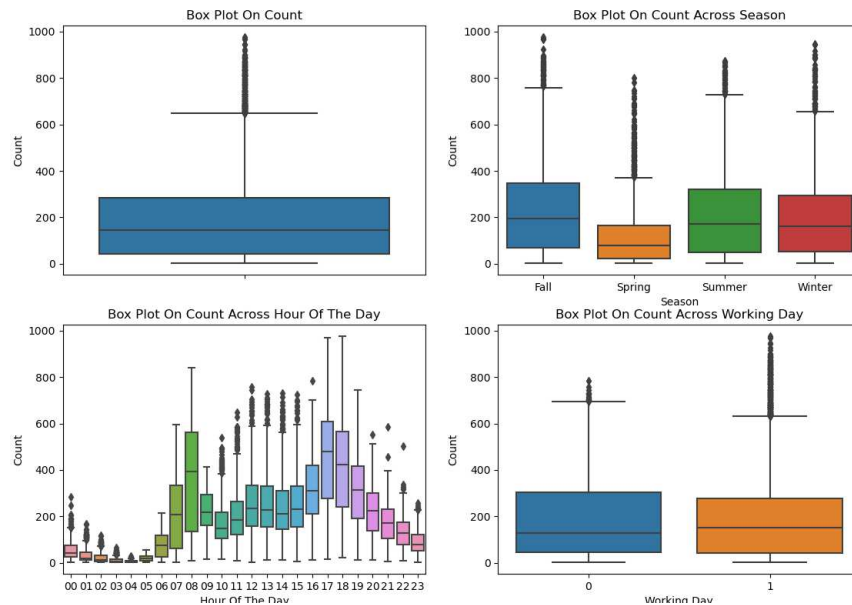 Box Plot On Count
1000
800
600
400
200
0
Count
Box Plot On Count Across Season
1000
800
600
400
200
0
Count
Fall Spring Summer Winter
Season
Box Plot On Count Across Hour Of The Day
1000
800
600
400
200
0
Count
00 01 02 03 04 05 06 07 08 09 10 11 12 13 14 15 16 17 18 19 20 21 22 23
Hour Of The Day
Box Plot On Count Across Working Day
1000
800
600
400
200
0
Count
0 1
Working Day